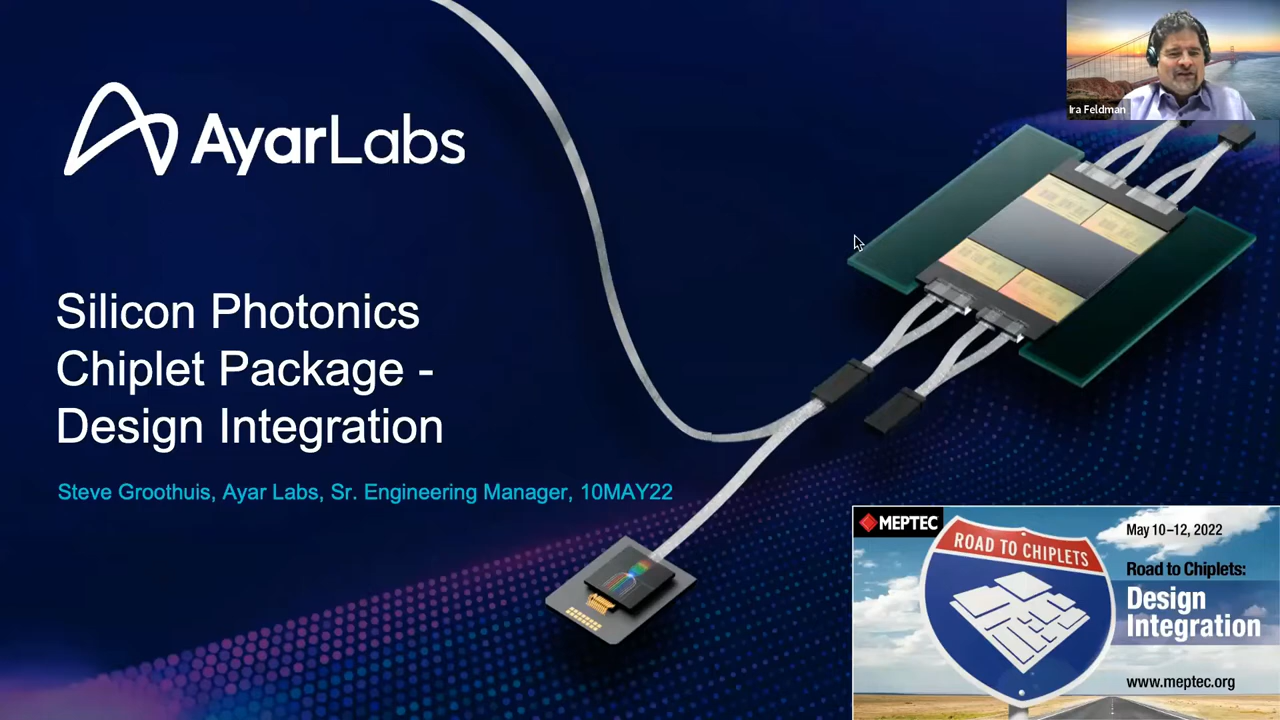 AyarLabs
Silicon Photonics
Chiplet Package -
Design Integration
Steve Groothuis, Ayar Labs, Sr. Engineering Manager, 10MAY22
Ira Feldman
MEPTEC
ROAD TO CHIPLETS
May 10–12, 2022
Road to Chiplets:
Design
Integration
www.meptec.org